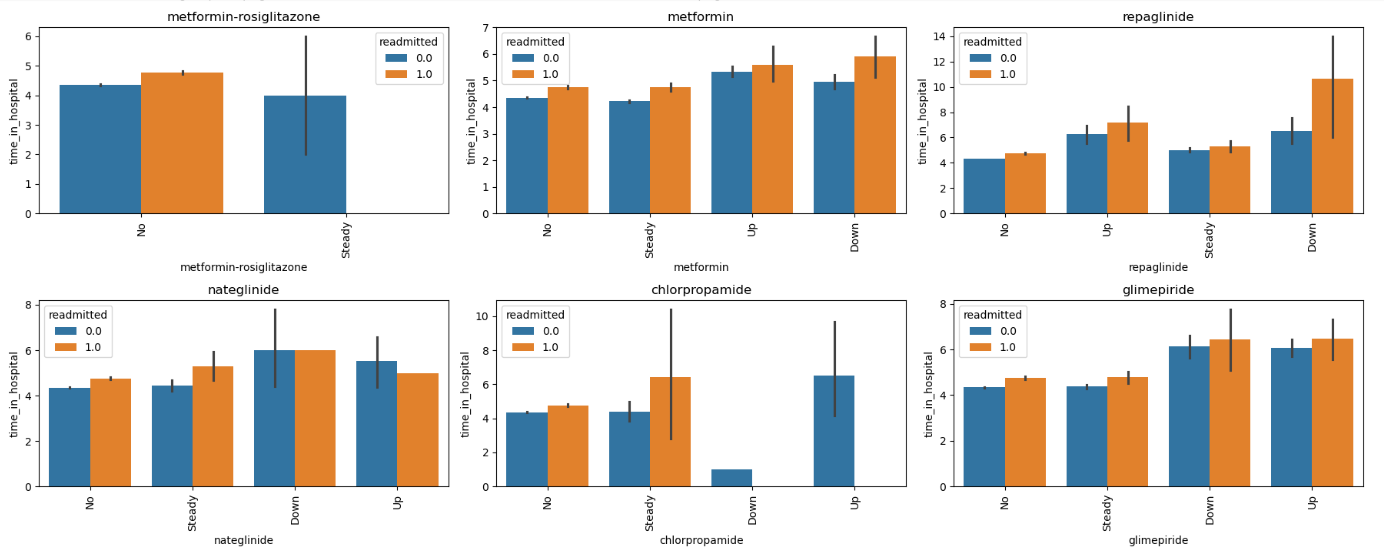 metformin-rosiglitazone
time_in_hospital
6
5
4
3
2
1
0
readmitted
0.0
1.0
No
Steady
metformin-rosiglitazone
metformin
time_in_hospital
7
6
5
4
3
2
1
0
readmitted
0.0
1.0
No
Steady
Up
Down
metformin
repaglinide
time_in_hospital
14
12
10
8
6
4
2
0
readmitted
0.0
1.0
No
Up
Steady
Down
repaglinide
nateglinide
time_in_hospital
8
6
4
2
0
readmitted
0.0
1.0
No
Steady
Down
Up
nateglinide
chlorpropamide
time_in_hospital
10
8
6
4
2
0
readmitted
0.0
1.0
No
Steady
Down
Up
chlorpropamide
glimepiride
time_in_hospital
8
6
4
2
0
readmitted
0.0
1.0
No
Steady
Down
Up
glimepiride